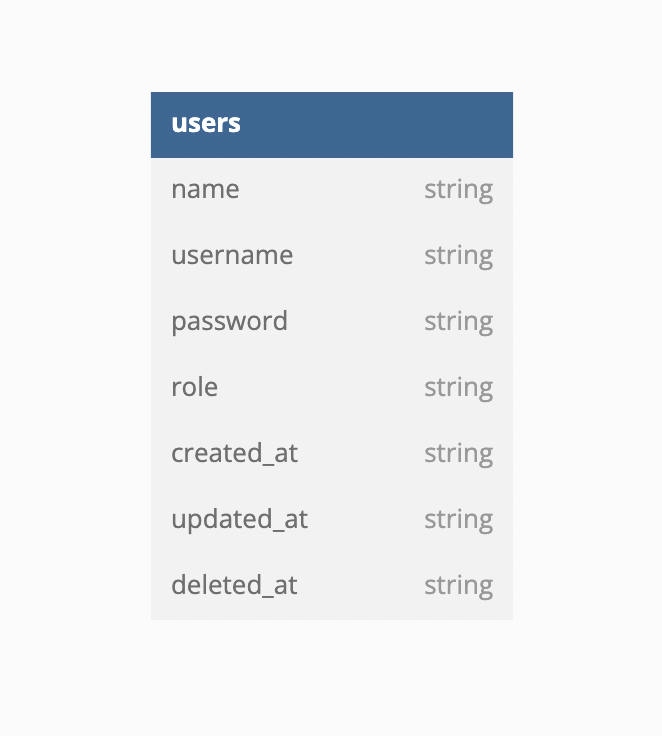 users
name string
username string
password string
role string
created_at string
updated_at string
deleted_at string